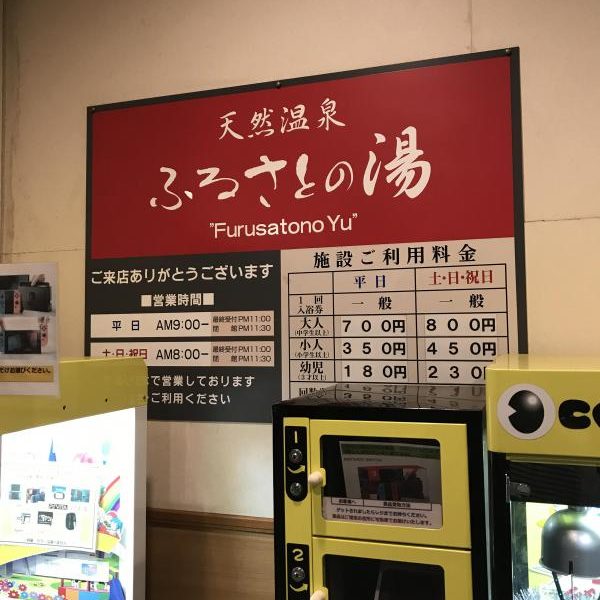 天然温泉
ふるさとの湯
"Furusatono Yu"
ご来店ありがとうございます
■営業時間■
平 日 AM9:00− 最終受付PM11:00
閉 館PM11:30
土・日・祝日 AM8:00− 最終受付PM11:00
閉 館PM11:30
で営業しております
ご利用ください
施設ご利用料金
平 日 土・日・祝日
1 回
入浴券 一 般 一 般
大人
(中学生以上) 700円 800円
小人
(小学生以上) 350円 450円
幼児
(3才以上) 180円 230
回数
1
2